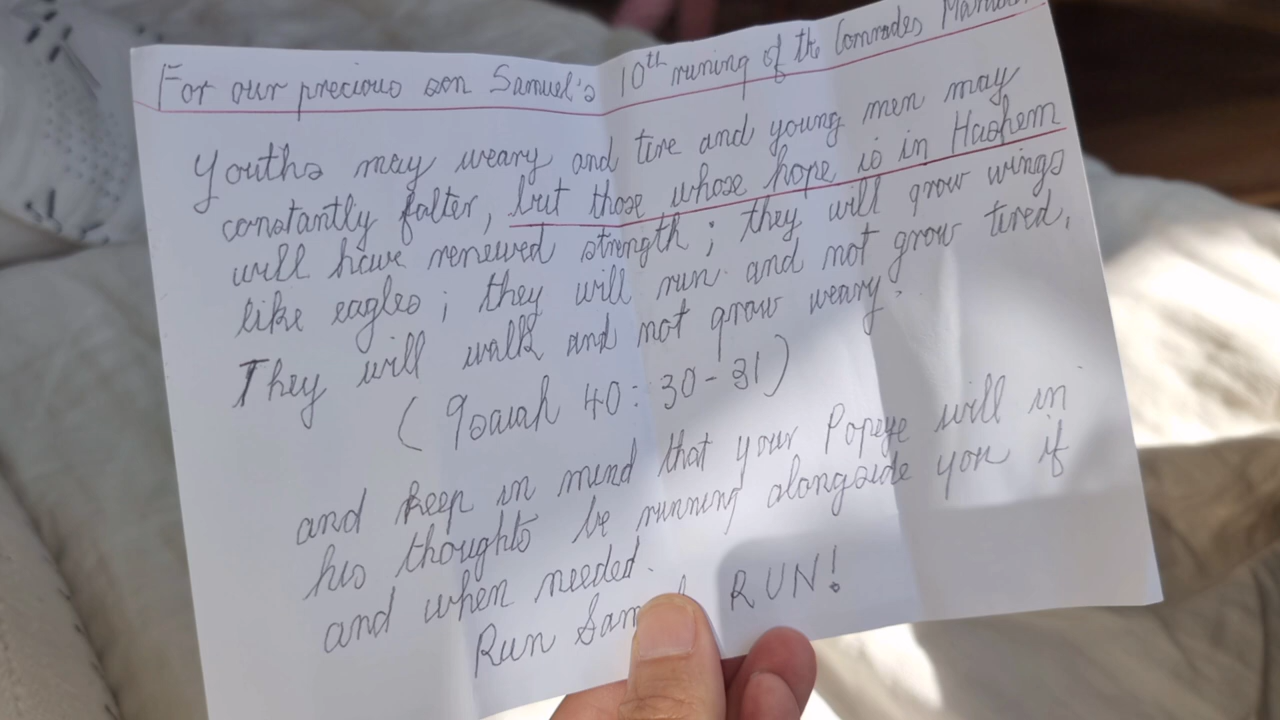 For our precious son Samuel's 10th runing of the Comrades
Youths may weary and tire and young men may
constantly falter, but those whose hope is in Hashem
will have renewed strength; they will grow wings
like eagles; they will run and not grow tired.
They will walk and not grow weary.
(Isaiah 40:30-31)
and keep in mind that your Popeye will in
his thoughts be running alongside you if
and when needed.
Run RUN!